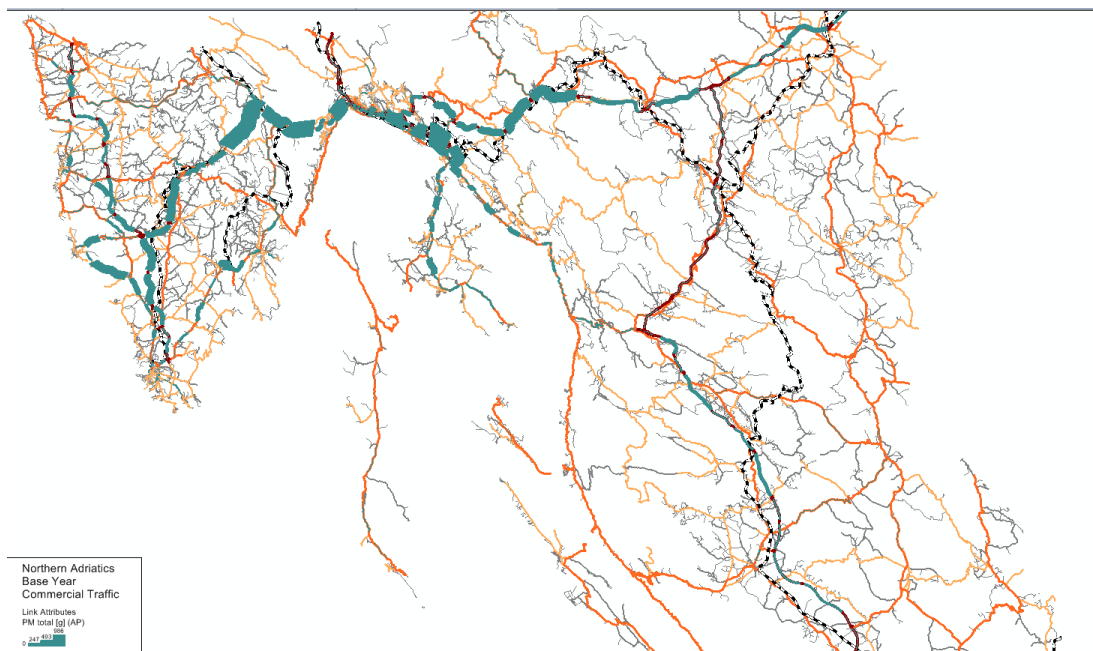 Northern Adriatics
Base Year
Commercial Traffic
Link Attributes
PM total [g] (AP)
0 247 493 986